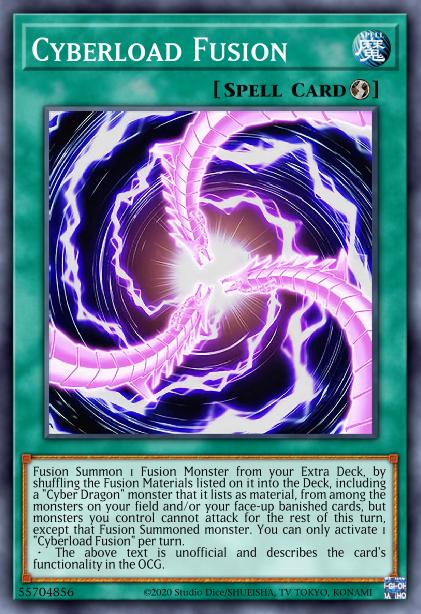 Cyberload Fusion
SPELL
魔
[Spell Card]
Fusion Summon 1 Fusion Monster from your Extra Deck, by
shuffling the Fusion Materials listed on it into the Deck, including
a "Cyber Dragon" monster that it lists as material, from among the
monsters on your field and/or your face-up banished cards, but
monsters you control cannot attack for the rest of this turn,
except that Fusion Summoned monster. You can only activate 1
"Cyberload Fusion" per turn.
· The above text is unofficial and describes the card's
functionality in the OCG.
55704856 ©2020 Studio Dice/SHUEISHA, TV TOKYO, KONAMI